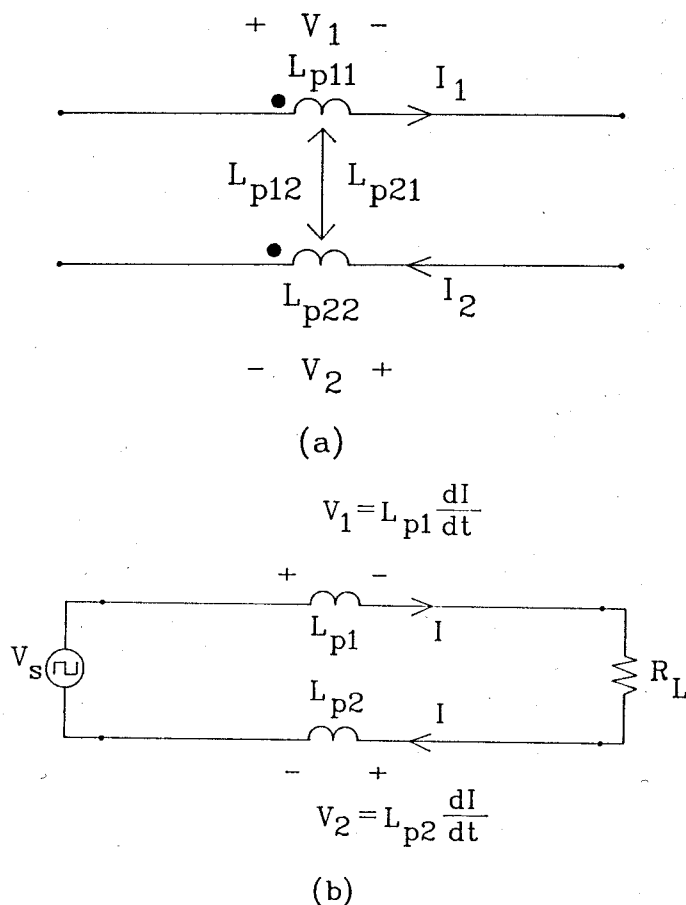 + V1 -
Lp11
I1
Lp12 Lp21
Lp22
I2
- V2 +
(a)
V1 = Lp1 dI/dt
+ -
Lp1
I
Vs
RL
Lp2
I
- +
V2 = Lp2 dI/dt
(b)